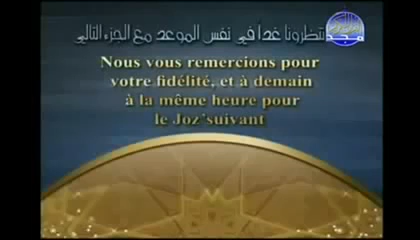 تنتظرونا غداً في نفس الموعد مع الجزء التالي
Nous vous remercions pour
votre fidélité, et à demain
à la même heure pour
le Joz'suivant